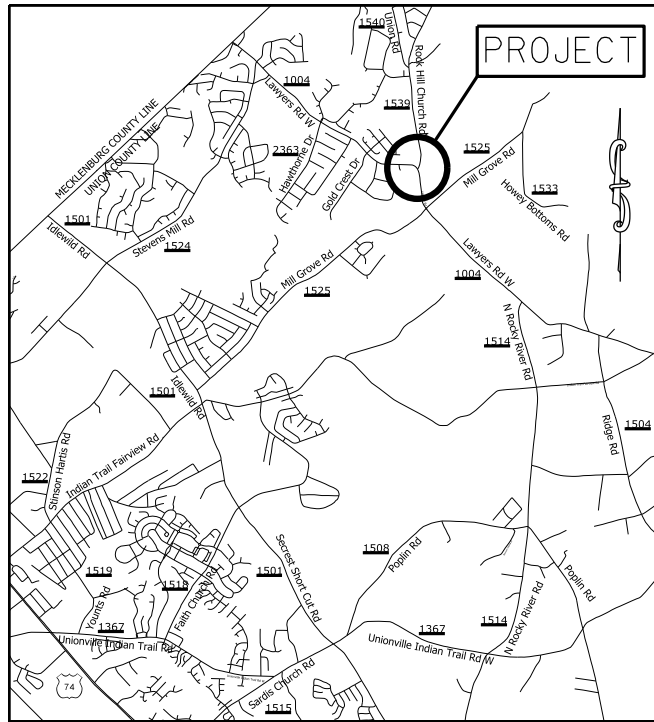 1540
Union Rd
PROJECT
Rock Hill Church Rd
1004
Lawyers Rd W
1539
MECKLENBURG COUNTY LINE
UNION COUNTY LINE
2363
Hawthorne Dr
Gold Crest Dr
1525
Mill Grove Rd
1533
Howey Bottoms Rd
1501
Idlewild Rd
Stevens Mill Rd
1524
Mill Grove Rd
1525
Lawyers Rd W
1004
N Rocky River Rd
1514
1501
Idlewild Rd
Ridge Rd
1504
Stinson Hartis Rd
1522
Indian Trail Fairview Rd
1519
1518
Faith Church Rd
1501
Secrest Short Cut Rd
1508
Poplin Rd
Poplin Rd
Younts Rd
1367
Unionville Indian Trail Rd
1367
Unionville Indian Trail Rd W
1514
N Rocky River Rd
74
Sardis Church Rd
1515